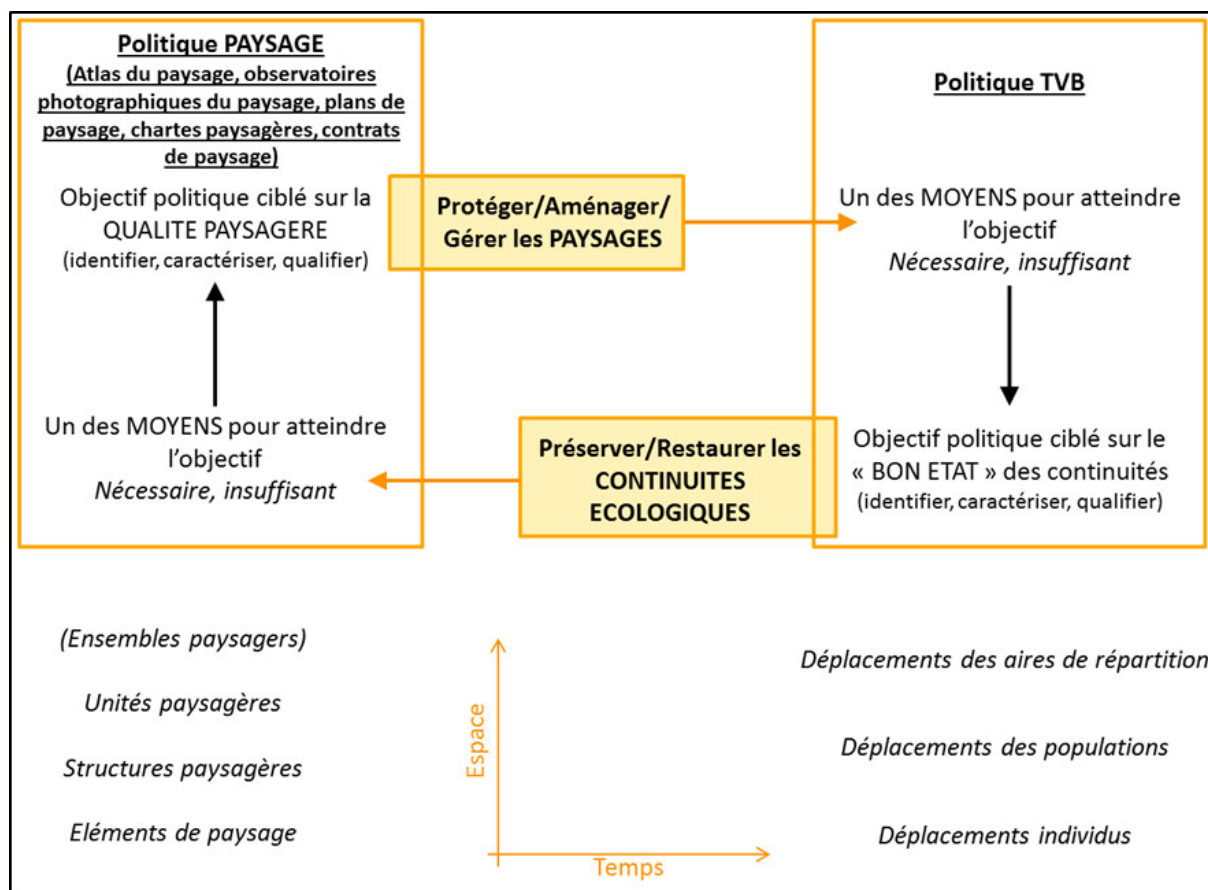 Politique PAYSAGE
(Atlas du paysage, observatoires
photographiques du paysage, plans de
paysage, chartes paysagères, contrats
de paysage)
Objectif politique ciblé sur la
QUALITE PAYSAGERE
(identifier, caractériser, qualifier)
Un des MOYENS pour atteindre
l'objectif
Nécessaire, insuffisant
Protéger/Aménager/
Gérer les PAYSAGES
Préserver/Restaurer les
CONTINUITES
ECOLOGIQUES
Politique TVB
Un des MOYENS pour atteindre
l'objectif
Nécessaire, insuffisant
Objectif politique ciblé sur le
« BON ETAT » des continuités
(identifier, caractériser, qualifier)
(Ensembles paysagers)
Unités paysagères
Structures paysagères
Eléments de paysage
Espace
Temps
Déplacements des aires de répartition
Déplacements des populations
Déplacements individus